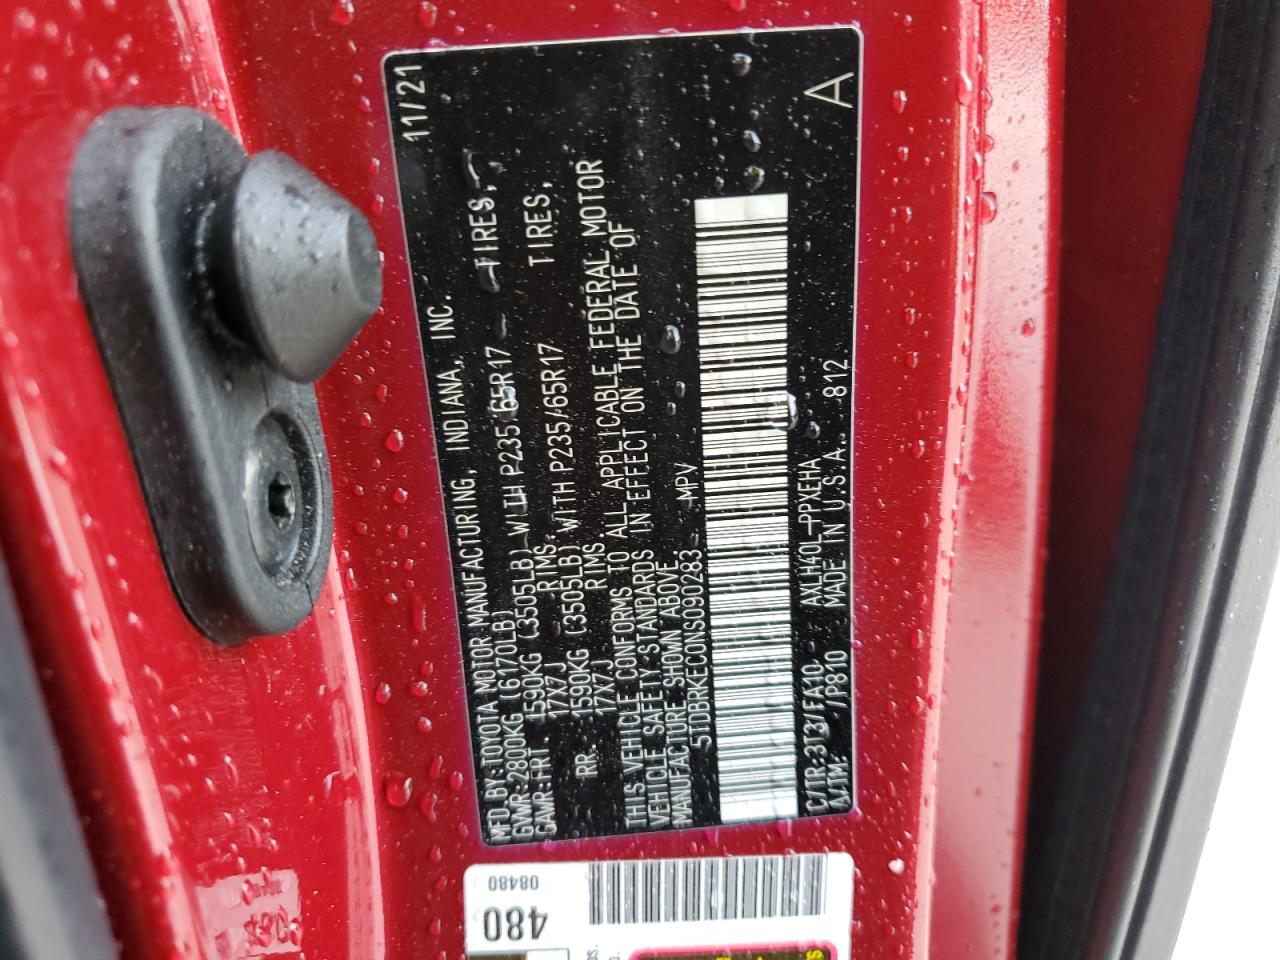 MFD.BY:TOYOTA MOTOR MANUFACTURING, INDIANA, INC. 11/21
GVWR:2800KG (6170LB)
GAWR:FRT. 1590KG (3505LB) WITH P235/65R17 TIRES,
17X7J RIMS.
RR. 1590KG (3505LB) WITH P235/65R17 TIRES,
17X7J RIMS.
THIS VEHICLE CONFORMS TO ALL APPLICABLE FEDERAL MOTOR
VEHICLE SAFETY STANDARDS IN EFFECT ON THE DATE OF
MANUFACTURE SHOWN ABOVE.
5TDBRKEC0NS090283 MPV
C/TR:3T3/FA10 AXLH40L-PPXEHA
A/TM: /P810 MADE IN U.S.A. 812
A
08480
480